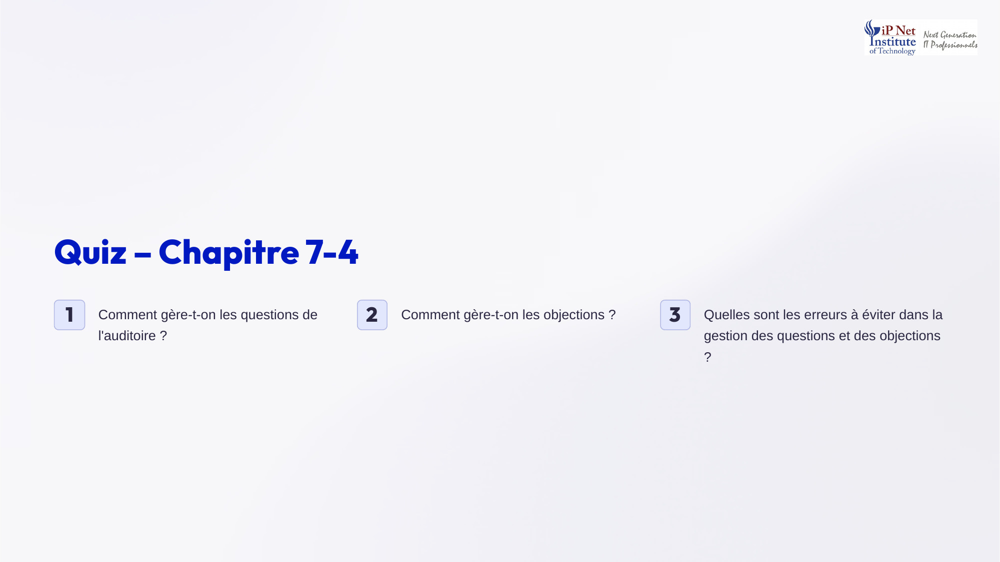 iP Net
Institute
of Technology
Next Generation
IT Professionnels
Quiz – Chapitre 7-4
1
Comment gère-t-on les questions de
l'auditoire ?
2
Comment gère-t-on les objections ?
3
Quelles sont les erreurs à éviter dans la
gestion des questions et des objections
?